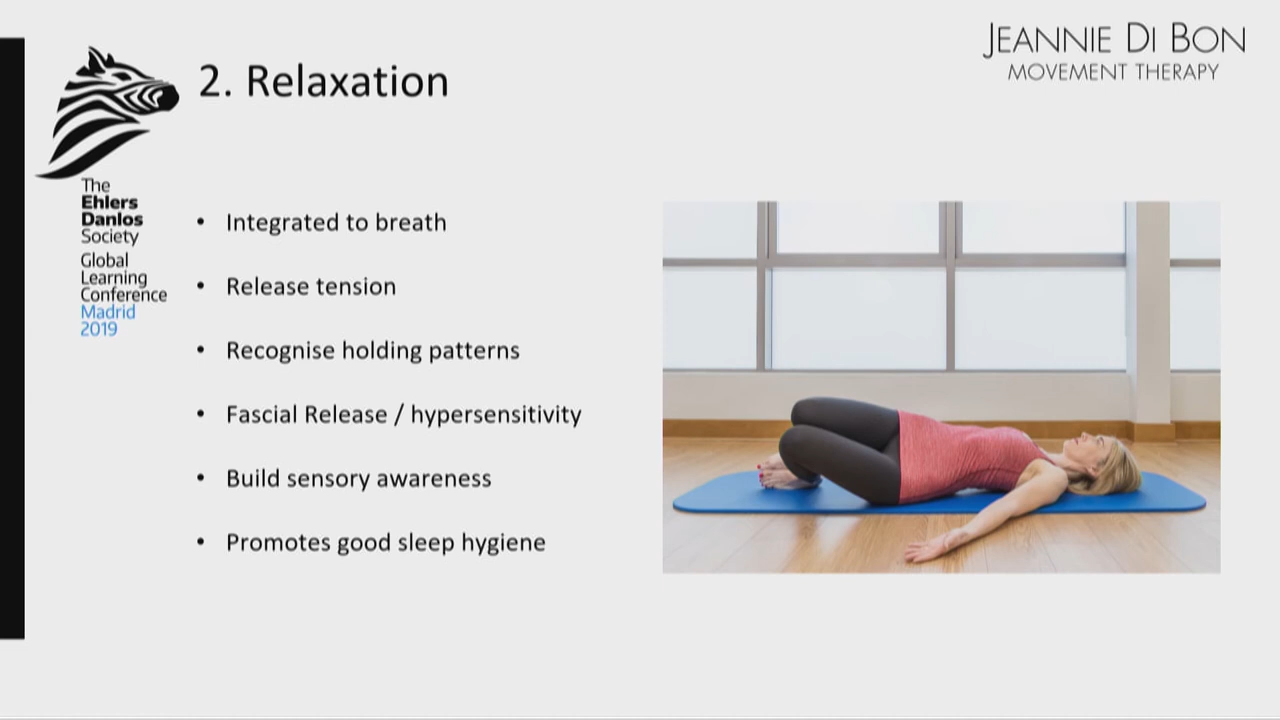 JEANNIE DI BON
MOVEMENT THERAPY
2. Relaxation
The
Ehlers
Danlos
Society
Global
Learning
Conference
Madrid
2019
• Integrated to breath
• Release tension
• Recognise holding patterns
• Fascial Release / hypersensitivity
• Build sensory awareness
• Promotes good sleep hygiene